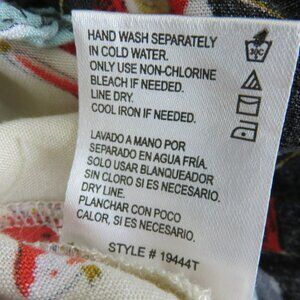 HAND WASH SEPARATELY
IN COLD WATER.
ONLY USE NON-CHLORINE
BLEACH IF NEEDED.
LINE DRY.
COOL IRON IF NEEDED.
LAVADO A MANO POR
SEPARADO EN AGUA FRÍA.
SOLO USAR BLANQUEADOR
SIN CLORO SI ES NECESARIO.
DRY LINE.
PLANCHAR CON POCO
CALOR, SI ES NECESARIO.
STYLE # 19444T